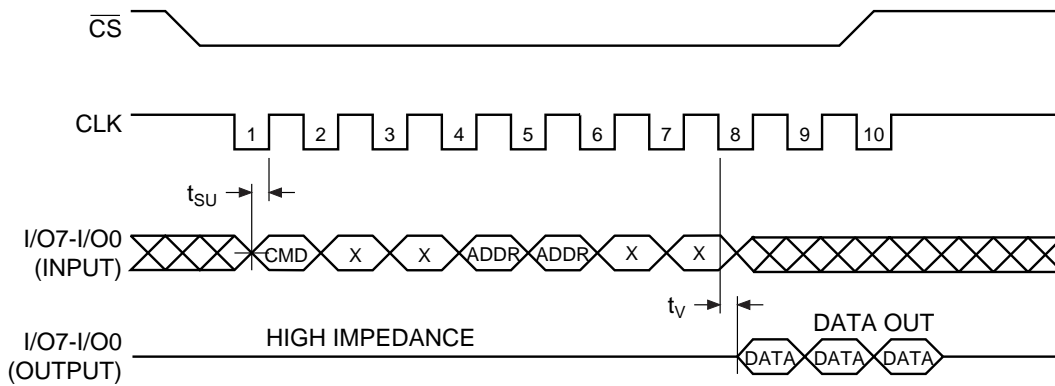 CS
CLK 1 2 3 4 5 6 7 8 9 10
tSU
I/O7-I/O0
(INPUT)
CMD X X ADDR ADDR X X
tV
I/O7-I/O0
(OUTPUT)
HIGH IMPEDANCE
DATA OUT
DATA DATA DATA